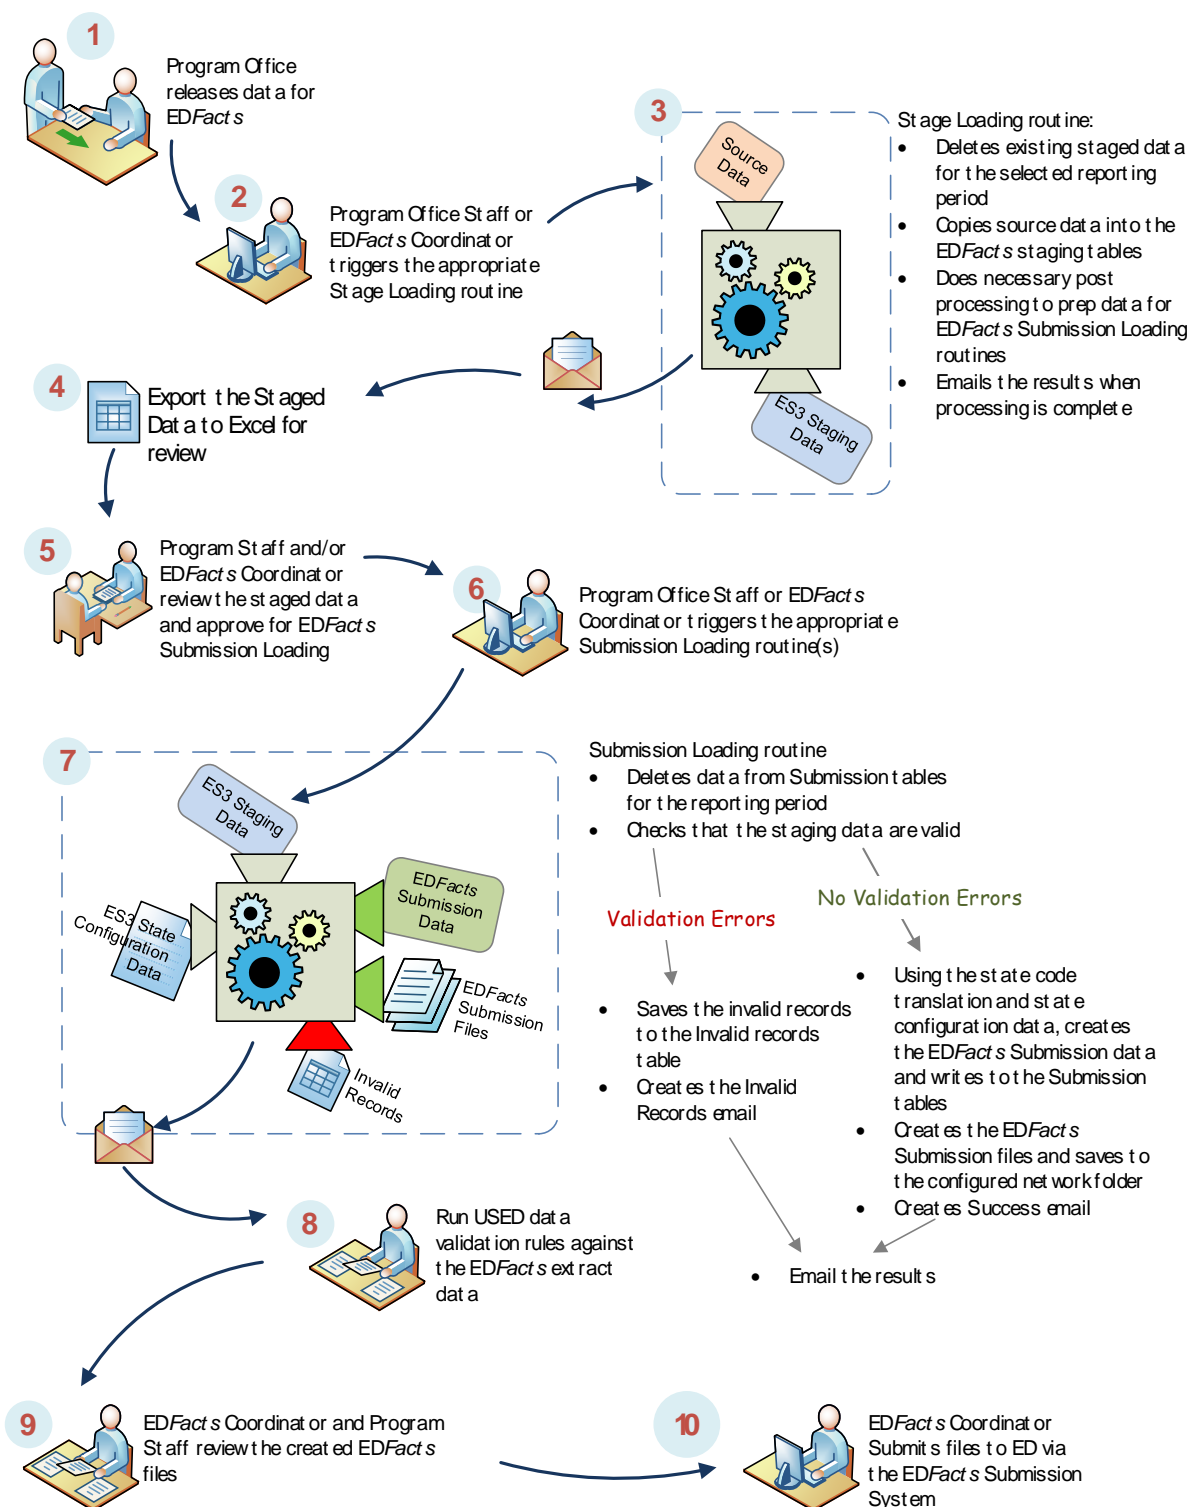 1
Program Office
releases data for
EDFacts
2
Program Office Staff or
EDFacts Coordinator
triggers the appropriate
Stage Loading routine
3
Source
Data
ES3 Staging
Data
Stage Loading routine:
• Deletes existing staged data
for the selected reporting
period
• Copies source data into the
EDFacts staging tables
• Does necessary post
processing to prep data for
EDFacts Submission Loading
routines
• Emails the results when
processing is complete
4
Export the Staged
Data to Excel for
review
5
Program Staff and/or
EDFacts Coordinator
review the staged data
and approve for EDFacts
Submission Loading
6
Program Office Staff or EDFacts
Coordinator triggers the appropriate
Submission Loading routine(s)
7
ES3 Staging
Data
ES3 State
Configuration
Data
EDFacts
Submission
Data
EDFacts
Submission
Files
Invalid
Records
Submission Loading routine
• Deletes data from Submission tables
for the reporting period
• Checks that the staging data are valid
Validation Errors
No Validation Errors
• Saves the invalid records
to the Invalid records
table
• Creates the Invalid
Records email
• Using the state code
translation and state
configuration data, creates
the EDFacts Submission data
and writes to the Submission
tables
• Creates the EDFacts
Submission files and saves to
the configured network folder
• Creates Success email
• Email the results
8
Run USED data
validation rules against
the EDFacts extract
data
9
EDFacts Coordinator and Program
Staff review the created EDFacts
files
10
EDFacts Coordinator
Submits files to ED via
the EDFacts Submission
System